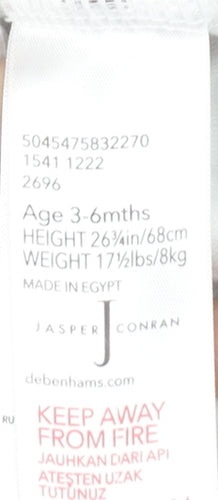 5045475832270
1541 1222
2696
Age 3-6mths
HEIGHT 26¾in/68cm
WEIGHT 17½lbs/8kg
MADE IN EGYPT
J
JASPER CONRAN
debenhams.com
RU
KEEP AWAY
FROM FIRE
JAUHKAN DARI API
ATEŞTEN UZAK
TUTUNUZ